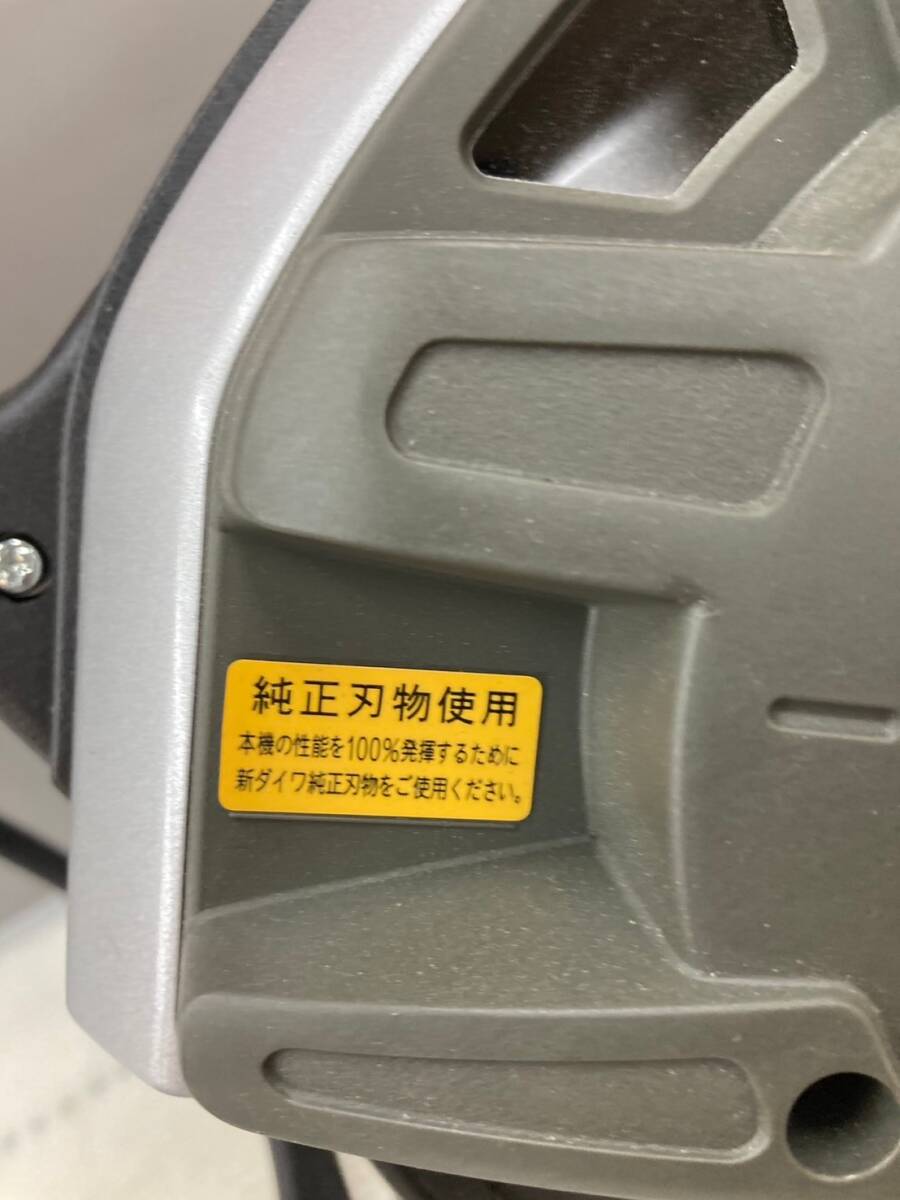 純正刃物使用
本機の性能を100%発揮するために
新ダイワ純正刃物をご使用ください。